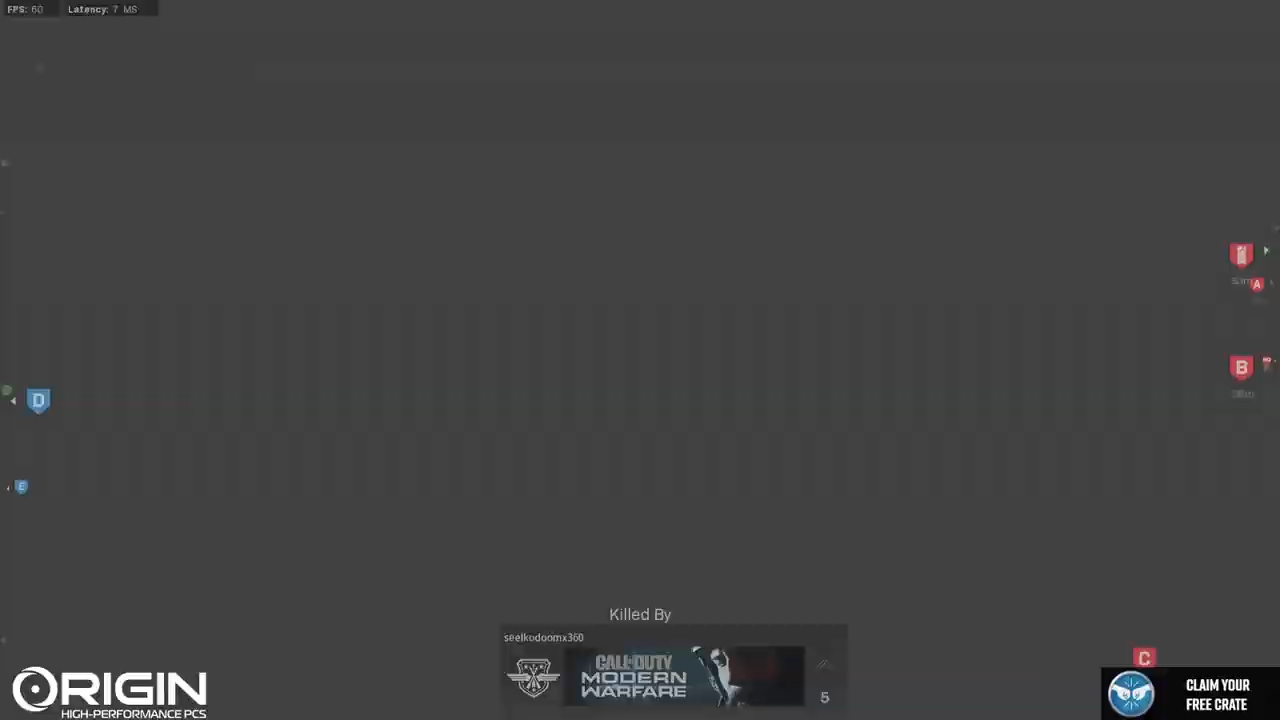 FPS: 60 Latency: 7 MS
A
B
D
E
Killed By
seelkodoomx360
CALL OF DUTY
MODERN
WARFARE
5
C
ORIGIN
HIGH-PERFORMANCE PCS
CLAIM YOUR
FREE CRATE